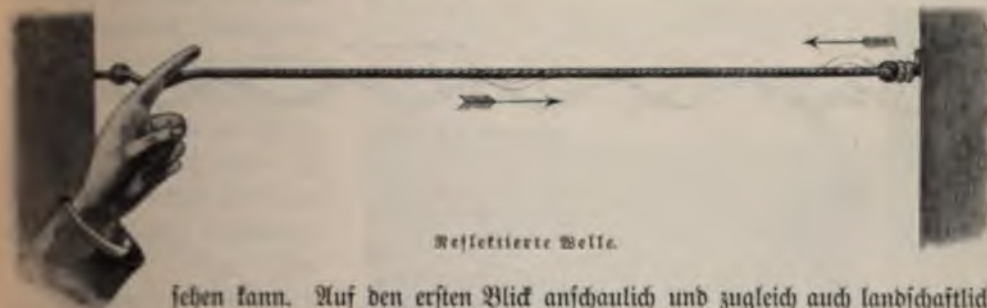 Reflektierte Welle.
sehen kann. Auf den ersten Blick anschaulich und zugleich auch landschaftlich